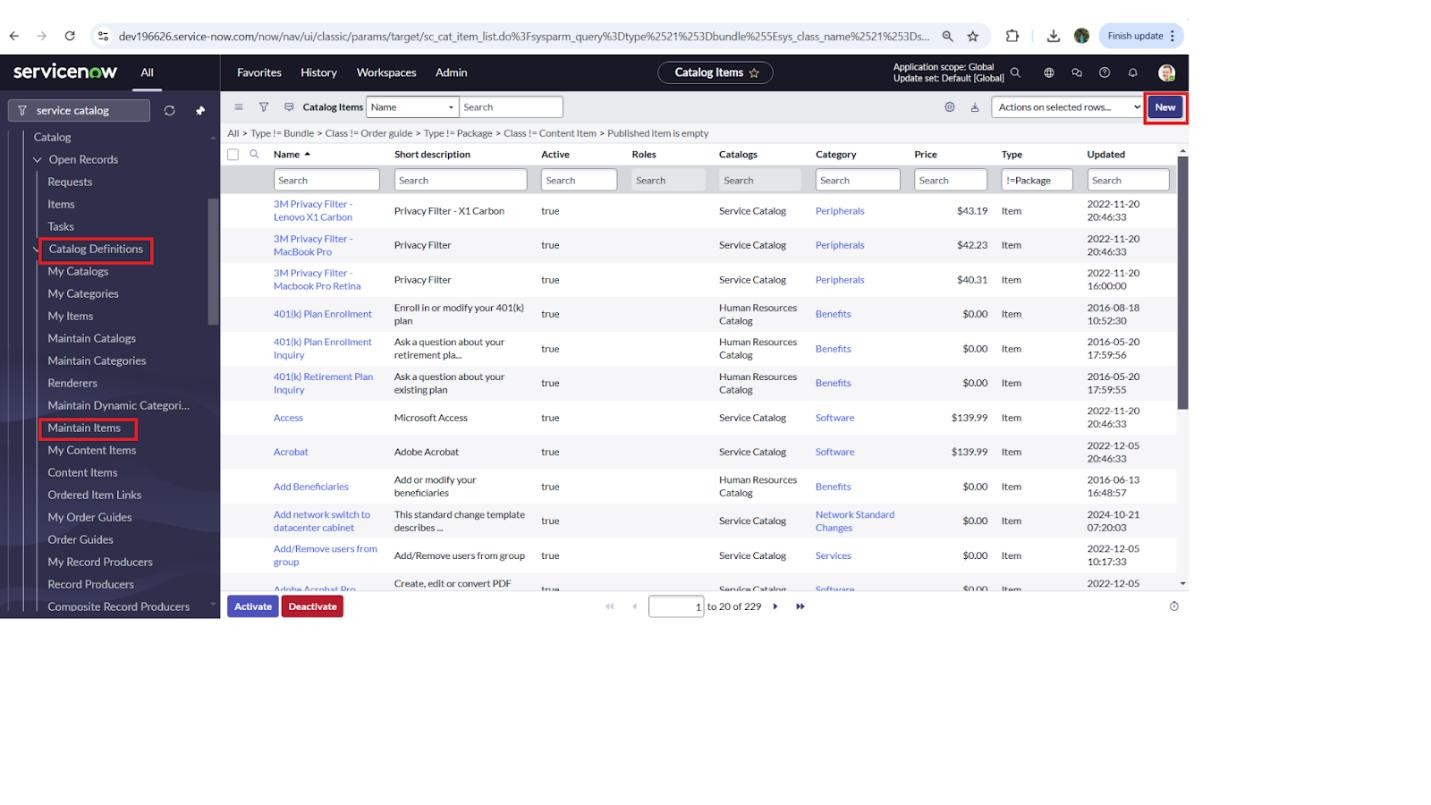 dev196626.service-now.com/now/nav/ui/classic/params/target/sc_cat_item_list.do%3Fsysparm_query%3Dtype%2521%253Dbundle%255Esys_class_name%2521%253Ds...
Finish update
servicenow All Favorites History Workspaces Admin
Catalog Items
Application scope: Global
Update set: Default [Global]
service catalog
Catalog Items Name Search Actions on selected rows... New
All > Type != Bundle > Class != Order guide > Type != Package > Class != Content Item > Published item is empty
Catalog
Open Records
Requests
Items
Tasks
Catalog Definitions
My Catalogs
My Categories
My Items
Maintain Catalogs
Maintain Categories
Renderers
Maintain Dynamic Categori...
Maintain Items
My Content Items
Content Items
Ordered Item Links
My Order Guides
Order Guides
My Record Producers
Record Producers
Composite Record Producers
Name Short description Active Roles Catalogs Category Price Type Updated
Search Search Search Search Search Search Search !=Package Search
3M Privacy Filter - Privacy Filter - X1 Carbon true Service Catalog Peripherals $43.19 Item 2022-11-20
Lenovo X1 Carbon 20:46:33
3M Privacy Filter - Privacy Filter true Service Catalog Peripherals $42.23 Item 2022-11-20
MacBook Pro 20:46:33
3M Privacy Filter - Privacy Filter true Service Catalog Peripherals $40.31 Item 2022-11-20
Macbook Pro Retina 16:00:00
401(k) Plan Enrollment Enroll in or modify your 401(k) true Human Resources Benefits $0.00 Item 2016-08-18
plan Catalog 10:52:30
401(k) Plan Enrollment Ask a question about your true Human Resources Benefits $0.00 Item 2016-05-20
Inquiry retirement pla... Catalog 17:59:56
401(k) Retirement Plan Ask a question about your true Human Resources Benefits $0.00 Item 2016-05-20
Inquiry existing plan Catalog 17:59:55
Access Microsoft Access true Service Catalog Software $139.99 Item 2022-11-20
20:46:33
Acrobat Adobe Acrobat true Service Catalog Software $139.99 Item 2022-12-05
20:46:33
Add Beneficiaries Add or modify your true Human Resources Benefits $0.00 Item 2016-06-13
beneficiaries Catalog 16:48:57
Add network switch to This standard change template true Service Catalog Network Standard $0.00 Item 2024-10-21
datacenter cabinet describes ... Changes 07:20:03
Add/Remove users from Add/Remove users from group true Service Catalog Services $0.00 Item 2022-12-05
group 10:17:33
Adobe Acrobat Pro Create, edit or convert PDF true Service Catalog Software $0.00 Item 2022-12-05
Activate Deactivate 1 to 20 of 229